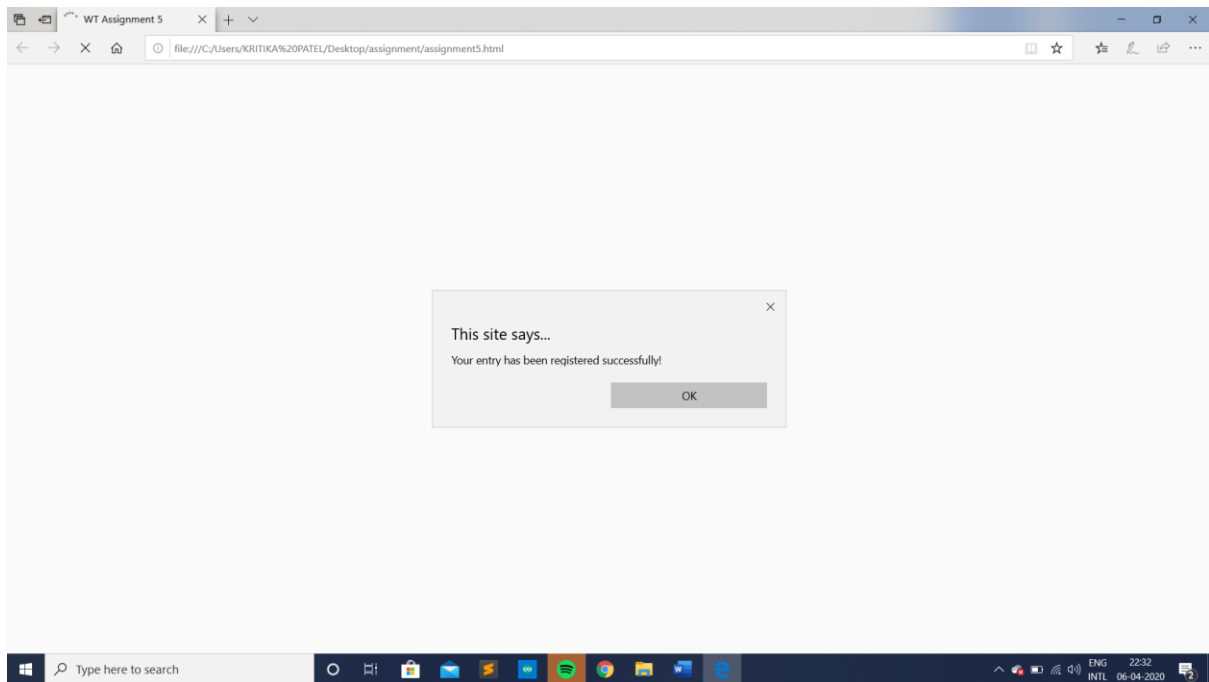 WT Assignment 5
file:///C:/Users/KRITIKA%20PATEL/Desktop/assignment/assignment5.html
This site says...
Your entry has been registered successfully!
OK
Type here to search
ENG 22:32
INTL 06-04-2020
2